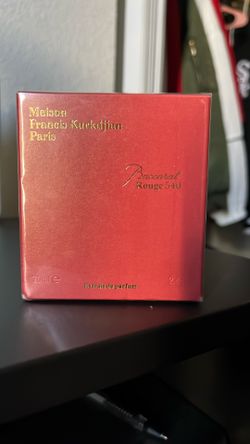 Maison
Francis Kurkdjian
Paris
Baccarat
Rouge 540
Extrait de parfum